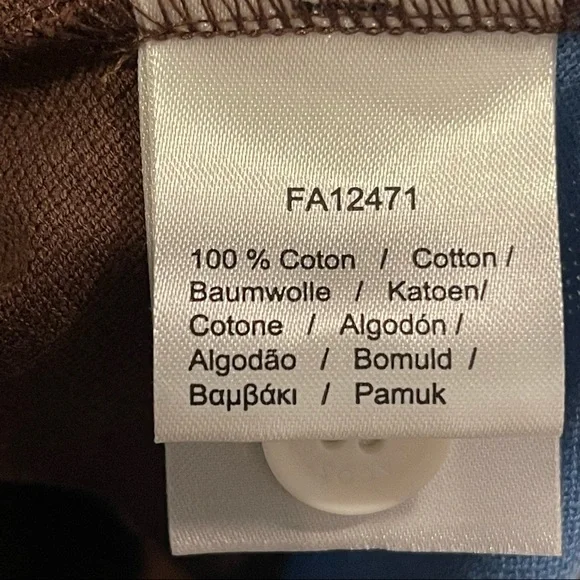 FA12471
100 % Coton / Cotton /
Baumwolle / Katoen/
Cotone / Algodón /
Algodão / Bomuld /
Βαμβάκι / Pamuk